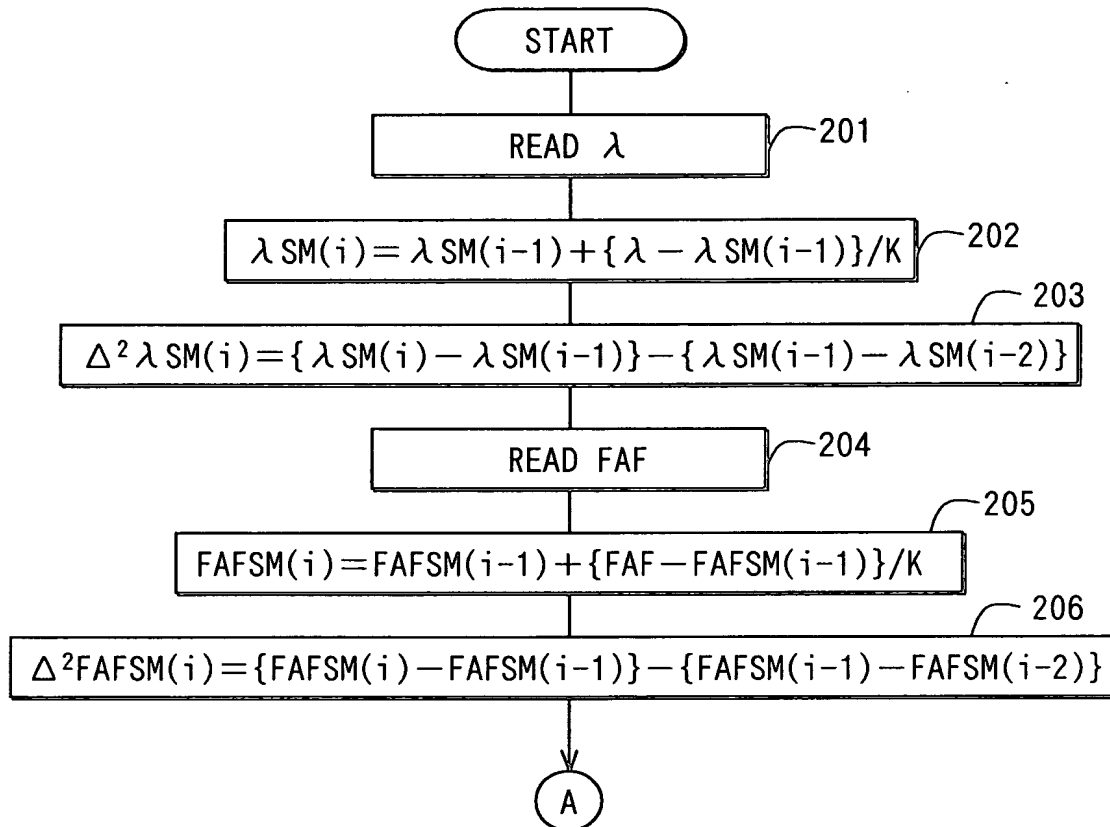 START
READ λ
201
λSM(i)=λSM(i-1)+{λ-λSM(i-1)}/K
202
203
Δ²λSM(i)={λSM(i)-λSM(i-1)}-{λSM(i-1)-λSM(i-2)}
READ FAF
204
205
FAFSM(i)=FAFSM(i-1)+{FAF-FAFSM(i-1)}/K
206
Δ²FAFSM(i)={FAFSM(i)-FAFSM(i-1)}-{FAFSM(i-1)-FAFSM(i-2)}
A